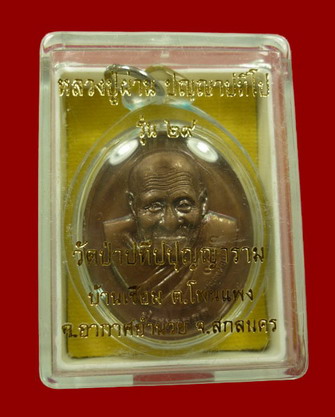 หลวงปู่ผ่าน ปัญญาปทีโป
รุ่น ๒๙
วัดป่าปทีปปุญญาราม
บ้านเซือม ต.โพนแพง
อ.อากาศอำนวย จ.สกลนคร